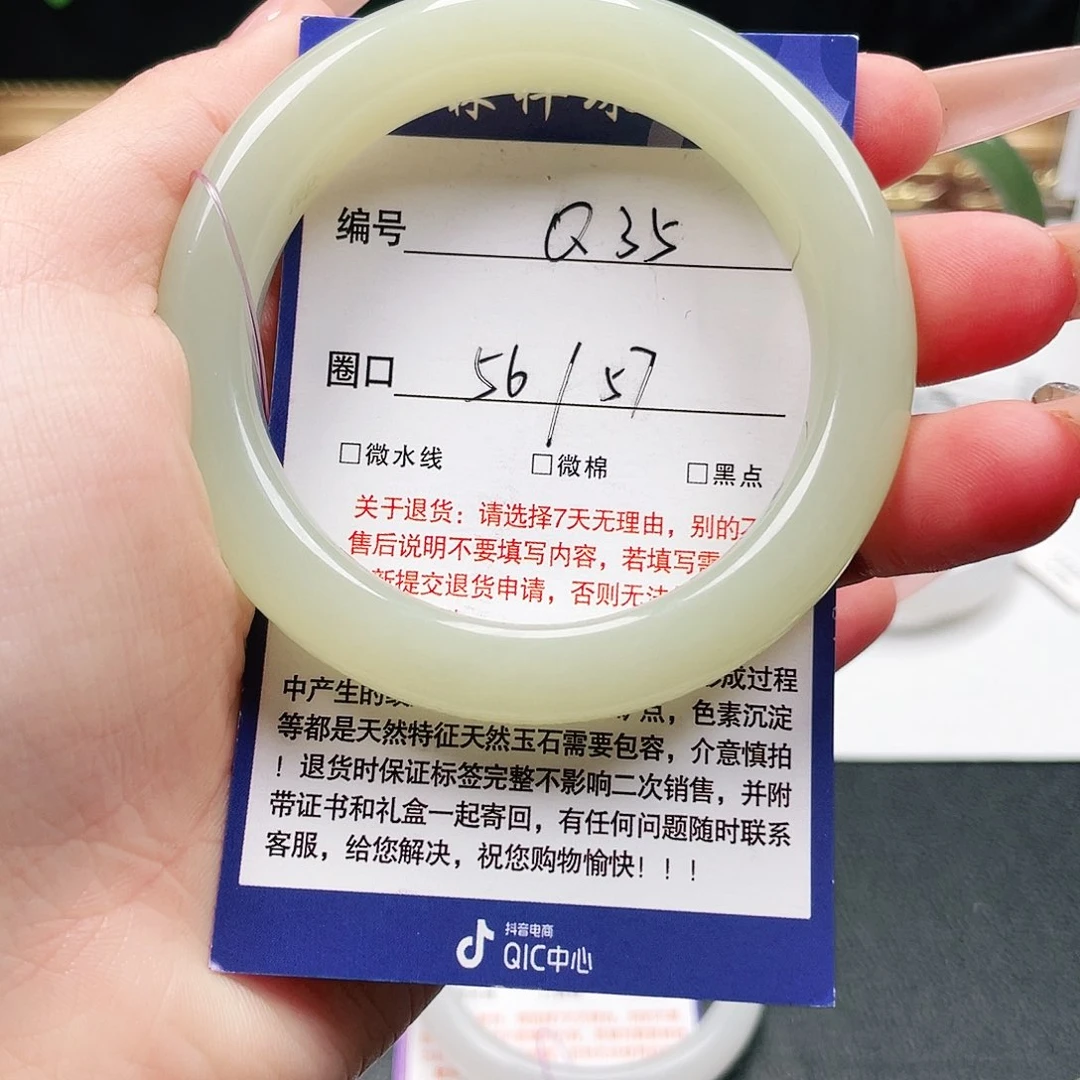 编号 Q35
圈口 56/57
□微水线 □微棉 □黑点
关于退货：请选择7天无理由，别的
售后说明不要填写内容，若填写需
新提交退货申请，否则无法
形成过程
中产生的 点，色素沉淀
等都是天然特征天然玉石需要包容，介意慎拍
！退货时保证标签完整不影响二次销售，并附
带证书和礼盒一起寄回，有任何问题随时联系
客服，给您解决，祝您购物愉快！！！
抖音电商
QIC中心